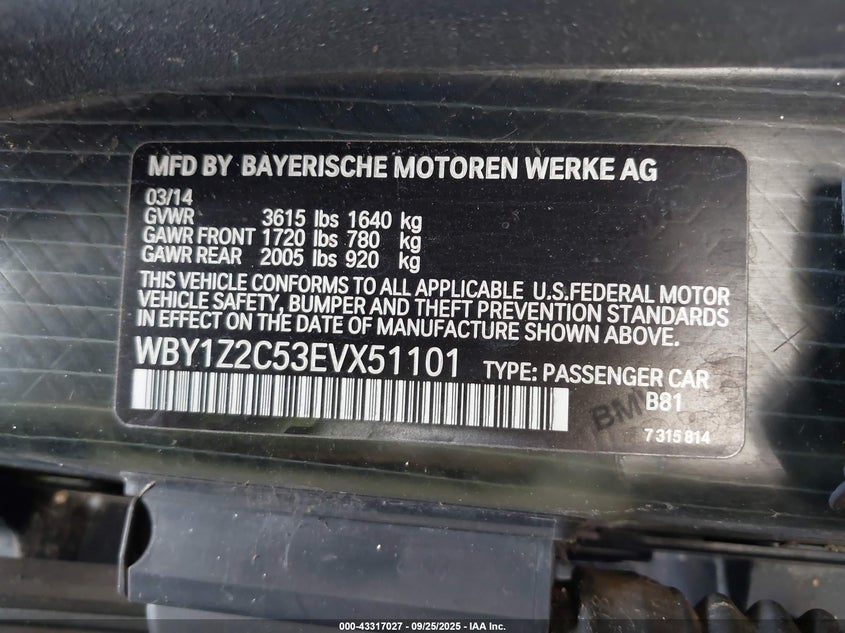 MFD BY BAYERISCHE MOTOREN WERKE AG
03/14
GVWR 3615 lbs 1640 kg
GAWR FRONT 1720 lbs 780 kg
GAWR REAR 2005 lbs 920 kg
THIS VEHICLE CONFORMS TO ALL APPLICABLE U.S.FEDERAL MOTOR
VEHICLE SAFETY, BUMPER AND THEFT PREVENTION STANDARDS
IN EFFECT ON THE DATE OF MANUFACTURE SHOWN ABOVE.
WBY1Z2C53EVX51101 TYPE: PASSENGER CAR
BMW B81
7 315 814
000-43317027 - 09/25/2025 - IAA Inc.